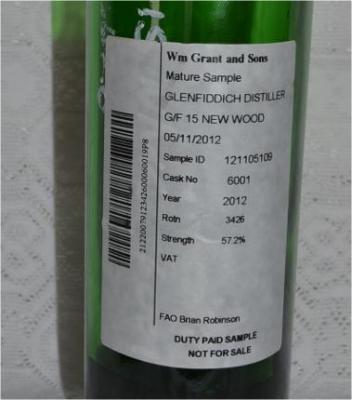 Wm Grant and Sons
Mature Sample
GLENFIDDICH DISTILLER
G/F 15 NEW WOOD
05/11/2012
Sample ID 121105109
Cask No 6001
Year 2012
Rotn 3426
Strength 57.2%
VAT
FAO Brian Robinson
DUTY PAID SAMPLE
NOT FOR SALE